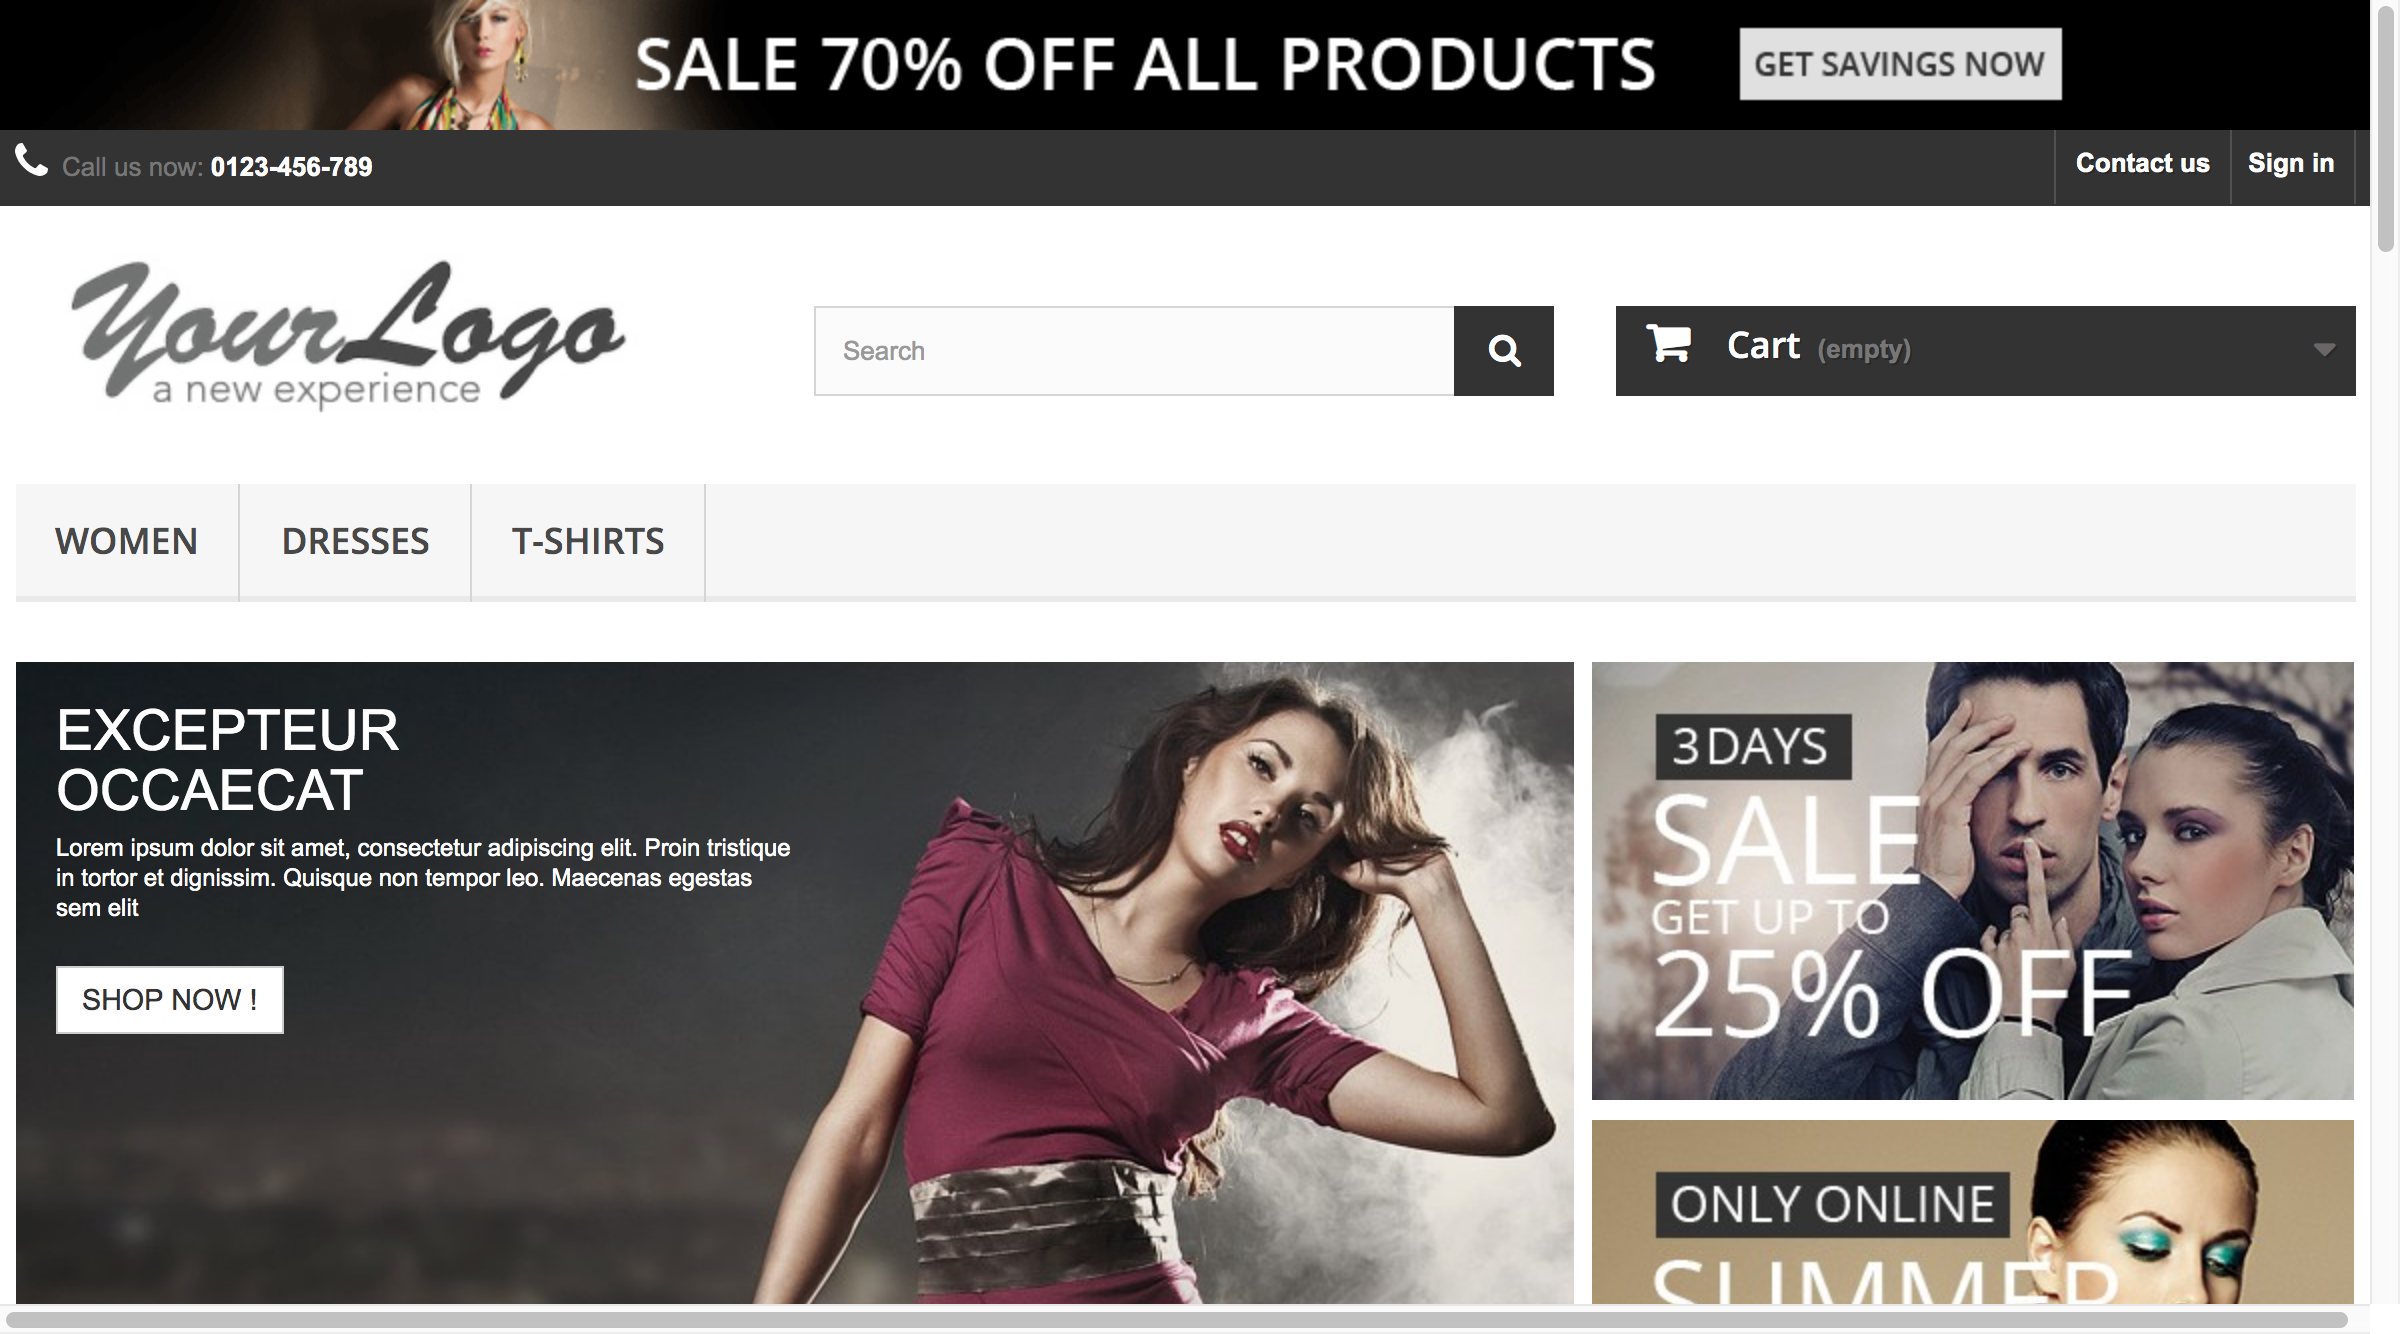 SALE 70% OFF ALL PRODUCTS
GET SAVINGS NOW
Call us now: 0123-456-789
Contact us
Sign in
YourLogo
a new experience
Search
Cart (empty)
WOMEN
DRESSES
T-SHIRTS
EXCEPTEUR
OCCAECAT
Lorem ipsum dolor sit amet, consectetur adipiscing elit. Proin tristique
in tortor et dignissim. Quisque non tempor leo. Maecenas egestas
sem elit
SHOP NOW !
3 DAYS
SALE
GET UP TO
25% OFF
ONLY ONLINE
SUMMER